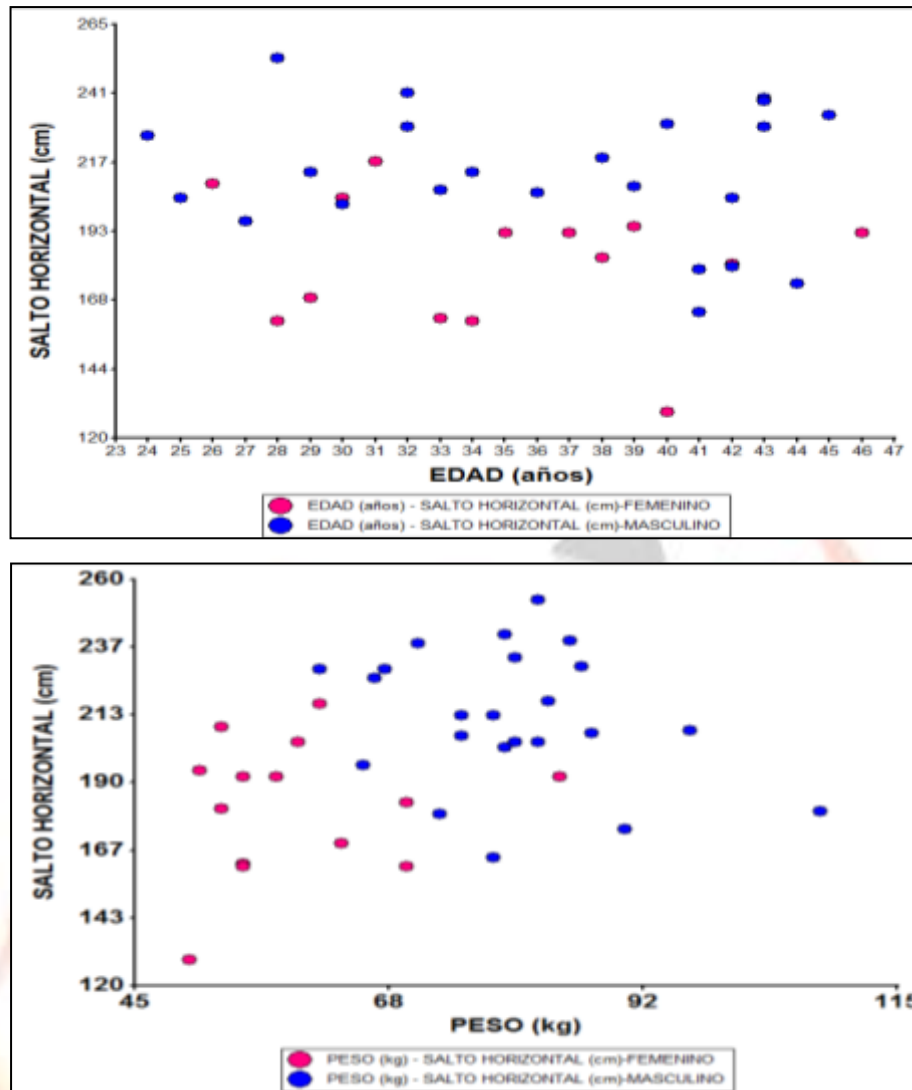 265
241
217
193
168
144
120
SALTO HORIZONTAL (cm)
23 24 25 26 27 28 29 30 31 32 33 34 35 36 37 38 39 40 41 42 43 44 45 46 47
EDAD (años)
EDAD (años) - SALTO HORIZONTAL (cm)-FEMENINO
EDAD (años) - SALTO HORIZONTAL (cm)-MASCULINO
260
237
213
190
167
143
120
SALTO HORIZONTAL (cm)
45 68 92 115
PESO (kg)
PESO (kg) - SALTO HORIZONTAL (cm)-FEMENINO
PESO (kg) - SALTO HORIZONTAL (cm)-MASCULINO